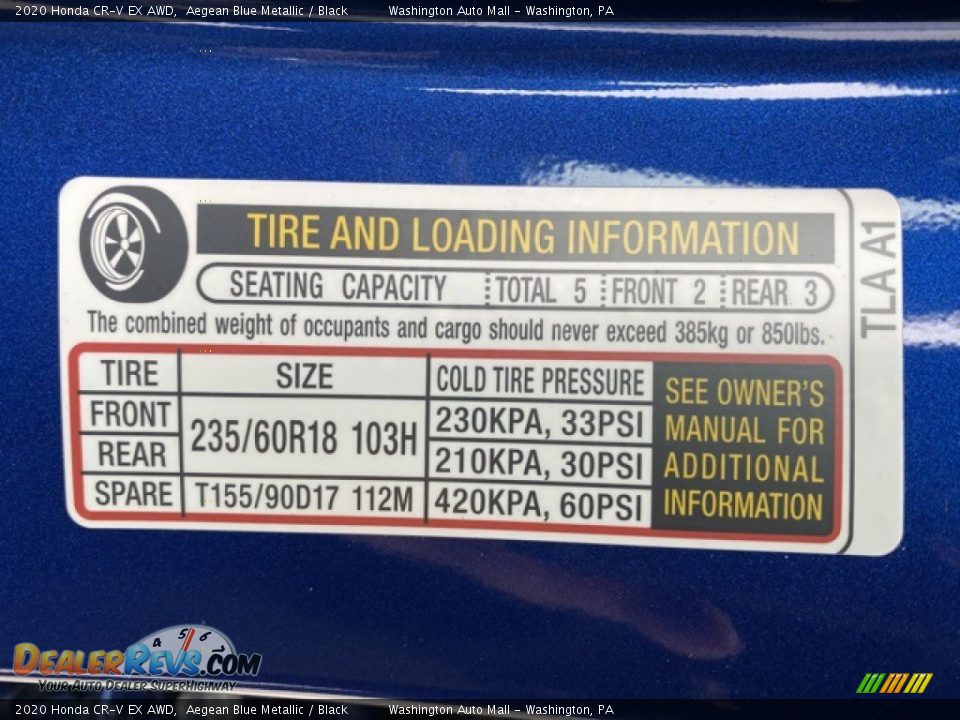 2020 Honda CR-V EX AWD, Aegean Blue Metallic / Black Washington Auto Mall - Washington, PA
TIRE AND LOADING INFORMATION
SEATING CAPACITY TOTAL 5 FRONT 2 REAR 3
The combined weight of occupants and cargo should never exceed 385kg or 850lbs.
TIRE SIZE COLD TIRE PRESSURE
FRONT 235/60R18 103H 230KPA, 33PSI
REAR 210KPA, 30PSI
SPARE T155/90D17 112M 420KPA, 60PSI
SEE OWNER'S
MANUAL FOR
ADDITIONAL
INFORMATION
TLA A1
4 5 6
DEALERREVS.COM
YOUR AUTO DEALER SUPERHIGHWAY
2020 Honda CR-V EX AWD, Aegean Blue Metallic / Black Washington Auto Mall - Washington, PA